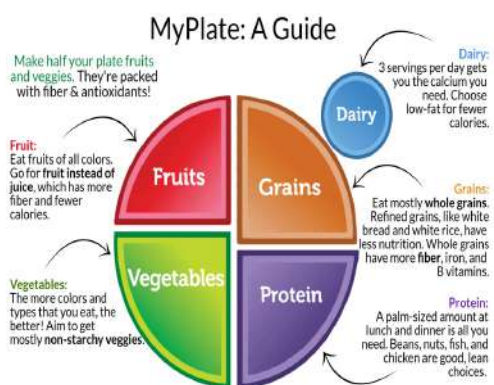 MyPlate: A Guide
Make half your plate fruits
and veggies. They're packed
with fiber & antioxidants!
Fruit:
Eat fruits of all colors.
Go for fruit instead of
juice, which has more
fiber and fewer
calories.
Vegetables:
The more colors and
types that you eat, the
better! Aim to get
mostly non-starchy veggies.
Fruits
Grains
Vegetables
Protein
Dairy
Dairy:
3 servings per day gets
you the calcium you
need. Choose
low-fat for fewer
calories.
Grains:
Eat mostly whole grains.
Refined grains, like white
bread and white rice, have
less nutrition. Whole grains
have more fiber, iron, and
B vitamins.
Protein:
A palm-sized amount at
lunch and dinner is all you
need. Beans, nuts, fish, and
chicken are good, lean
choices.